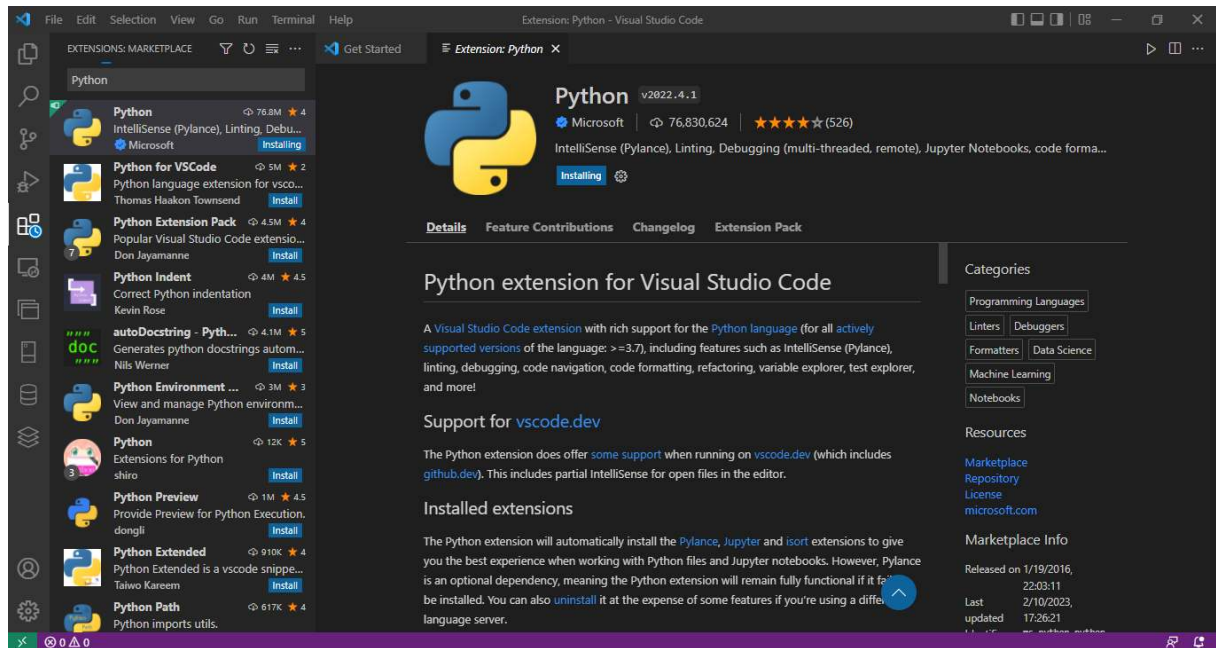 File Edit Selection View Go Run Terminal Help
Extension: Python - Visual Studio Code
EXTENSIONS: MARKETPLACE
Python
Python 76.8M ★ 4
IntelliSense (Pylance), Linting, Debu...
Microsoft Installing
Python for VSCode 5M ★ 2
Python language extension for vsco...
Thomas Haakon Townsend Install
Python Extension Pack 4.5M ★ 4
Popular Visual Studio Code extensio...
7 Don Jayamanne Install
Python Indent 4M ★ 4.5
Correct Python indentation
Kevin Rose Install
""" doc """
autoDocstring - Pyth... 4.1M ★ 5
Generates python docstrings autom...
Nils Werner Install
Python Environment ... 3M ★ 3
View and manage Python environm...
Don Jayamanne Install
Python 12K ★ 5
Extensions for Python
3 shiro Install
Python Preview 1M ★ 4.5
Provide Preview for Python Execution.
dongli Install
Python Extended 910K ★ 4
Python Extended is a vscode snippe...
Taiwo Kareem Install
Python Path 617K ★ 4
Python imports utils.
Get Started
Extension: Python
Python v2022.4.1
Microsoft | 76,830,624 | ★★★★☆(526)
IntelliSense (Pylance), Linting, Debugging (multi-threaded, remote), Jupyter Notebooks, code forma...
Installing
Details Feature Contributions Changelog Extension Pack
Python extension for Visual Studio Code
A Visual Studio Code extension with rich support for the Python language (for all actively
supported versions of the language: >=3.7), including features such as IntelliSense (Pylance),
linting, debugging, code navigation, code formatting, refactoring, variable explorer, test explorer,
and more!
Support for vscode.dev
The Python extension does offer some support when running on vscode.dev (which includes
github.dev). This includes partial IntelliSense for open files in the editor.
Installed extensions
The Python extension will automatically install the Pylance, Jupyter and isort extensions to give
you the best experience when working with Python files and Jupyter notebooks. However, Pylance
is an optional dependency, meaning the Python extension will remain fully functional if it
be installed. You can also uninstall it at the expense of some features if you're using a
language server.
Categories
Programming Languages
Linters Debuggers
Formatters Data Science
Machine Learning
Notebooks
Resources
Marketplace
Repository
License
microsoft.com
Marketplace Info
Released on 1/19/2016,
22:03:11
Last 2/10/2023,
updated 17:26:21
0 0